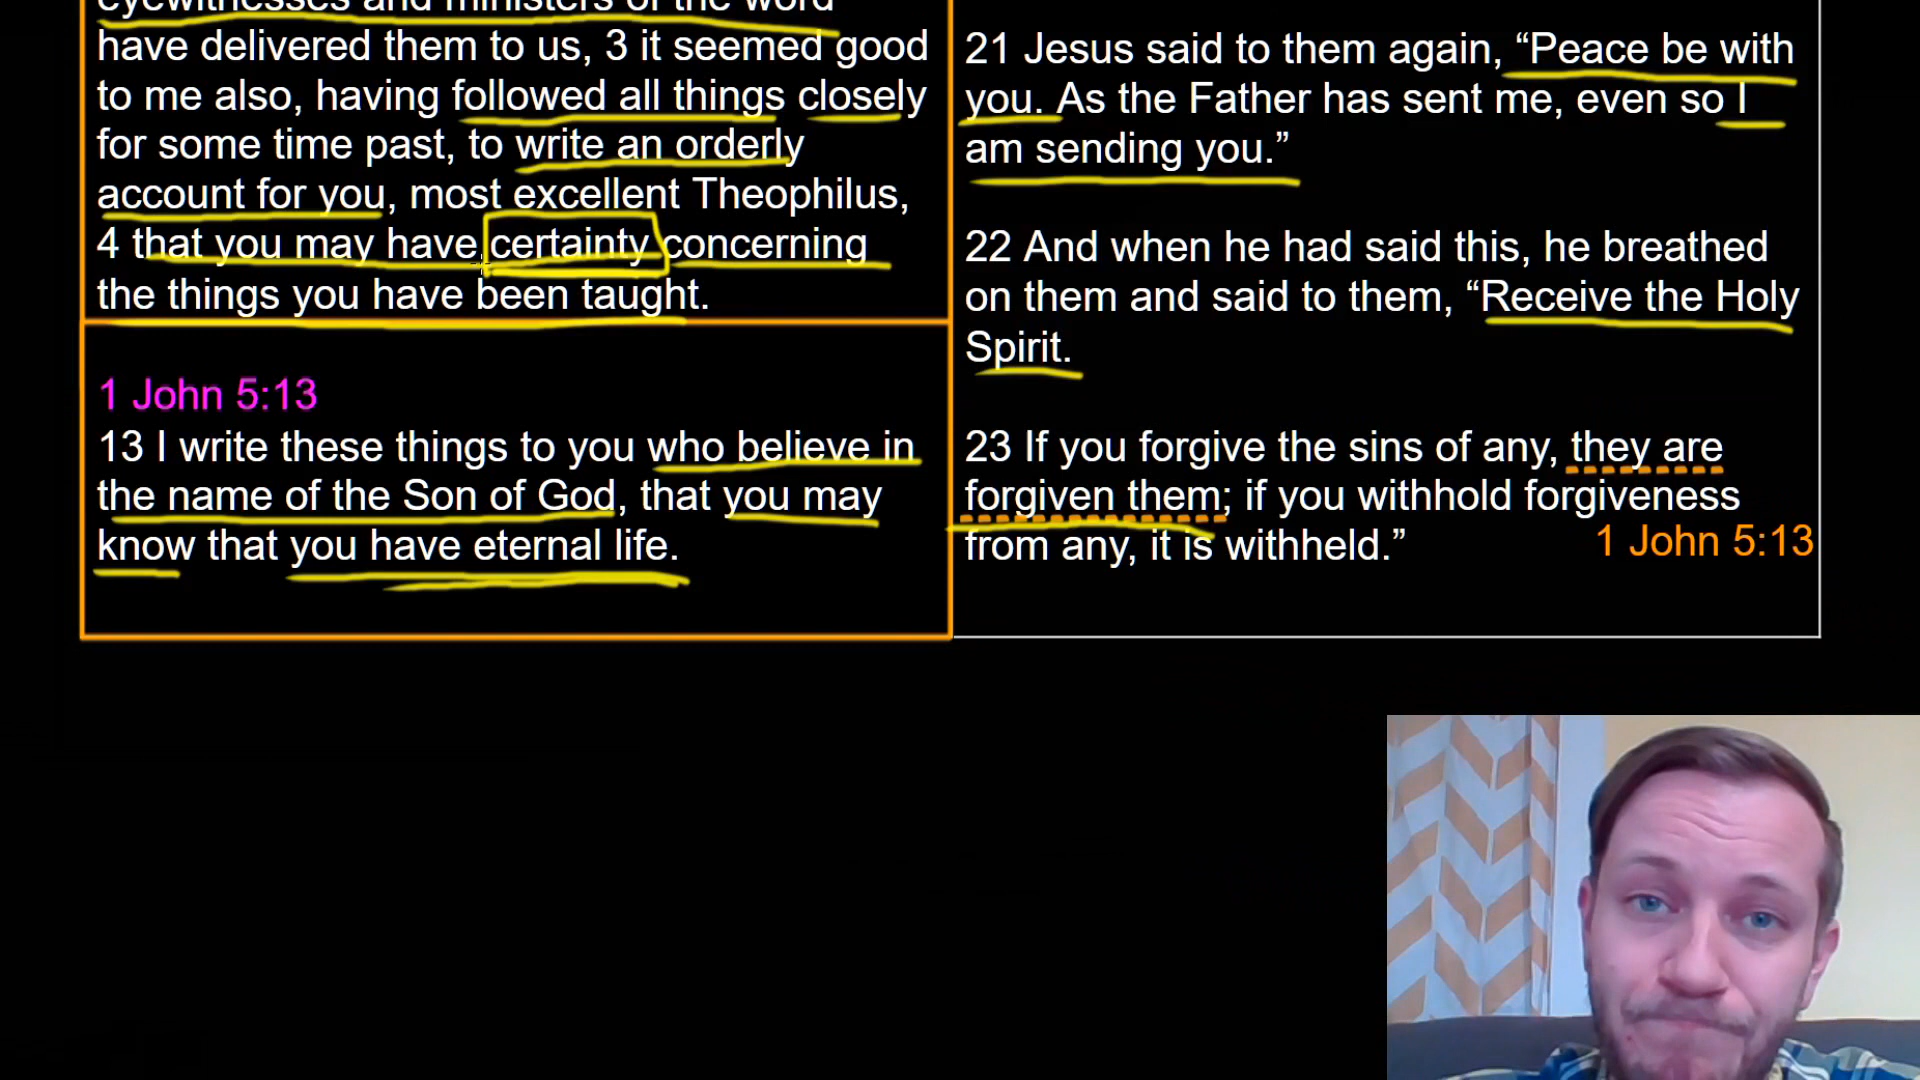 eyewitnesses and ministers of the word
have delivered them to us, 3 it seemed good
to me also, having followed all things closely
for some time past, to write an orderly
account for you, most excellent Theophilus,
4 that you may have certainty concerning
the things you have been taught.
1 John 5:13
13 I write these things to you who believe in
the name of the Son of God, that you may
know that you have eternal life.
21 Jesus said to them again, “Peace be with
you. As the Father has sent me, even so I
am sending you.”
22 And when he had said this, he breathed
on them and said to them, “Receive the Holy
Spirit.
23 If you forgive the sins of any, they are
forgiven them; if you withhold forgiveness
from any, it is withheld.”
1 John 5:13